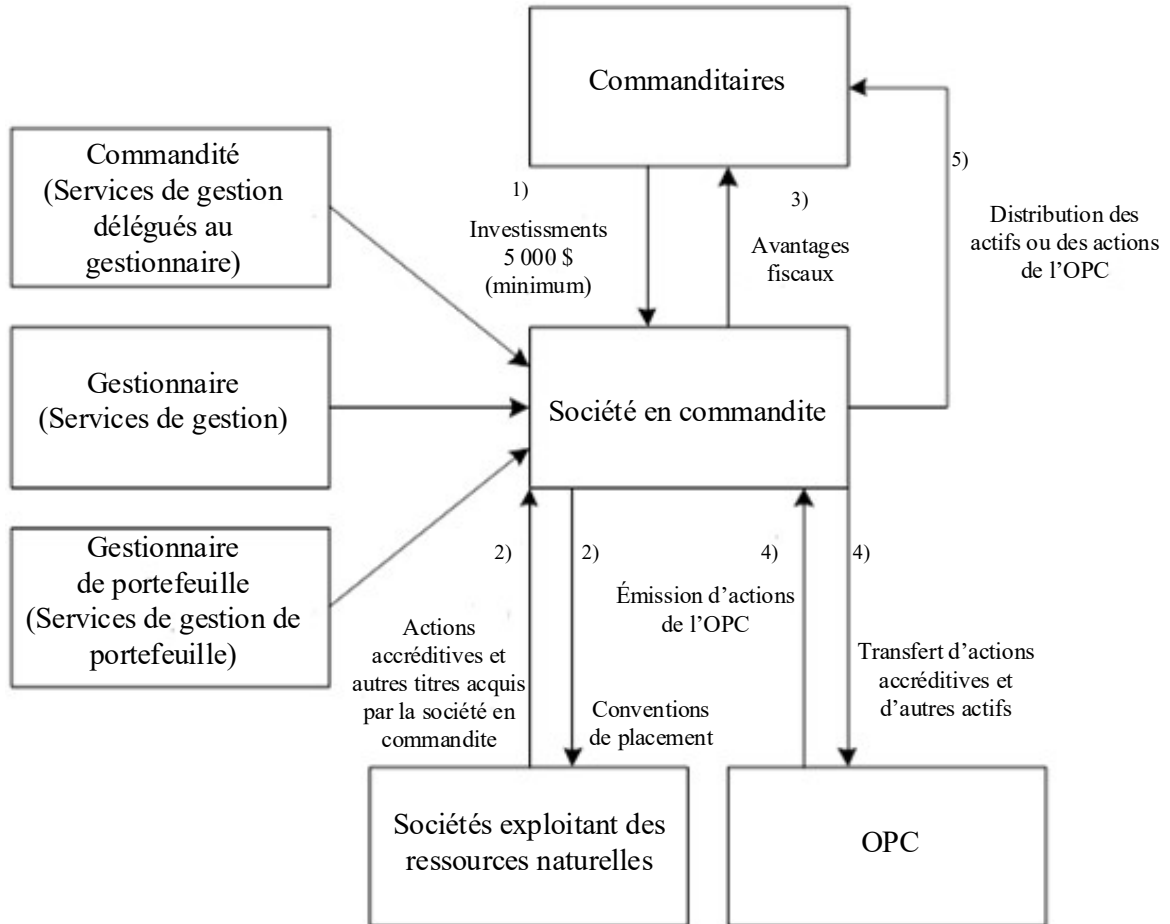 Commanditaires
Commandité
(Services de gestion
délégués au
gestionnaire)
1)
Investissments
5 000 $
(minimum)
3)
Avantages
fiscaux
5)
Distribution des
actifs ou des actions
de l’OPC
Gestionnaire
(Services de gestion)
Société en commandite
Gestionnaire
de portefeuille
(Services de gestion de
portefeuille)
2)
2)
4)
4)
Actions
accréditives et
autres titres acquis
par la société en
commandite
Conventions
de placement
Émission d’actions
de l’OPC
Transfert d’actions
accréditives et
d’autres actifs
Sociétés exploitant des
ressources naturelles
OPC